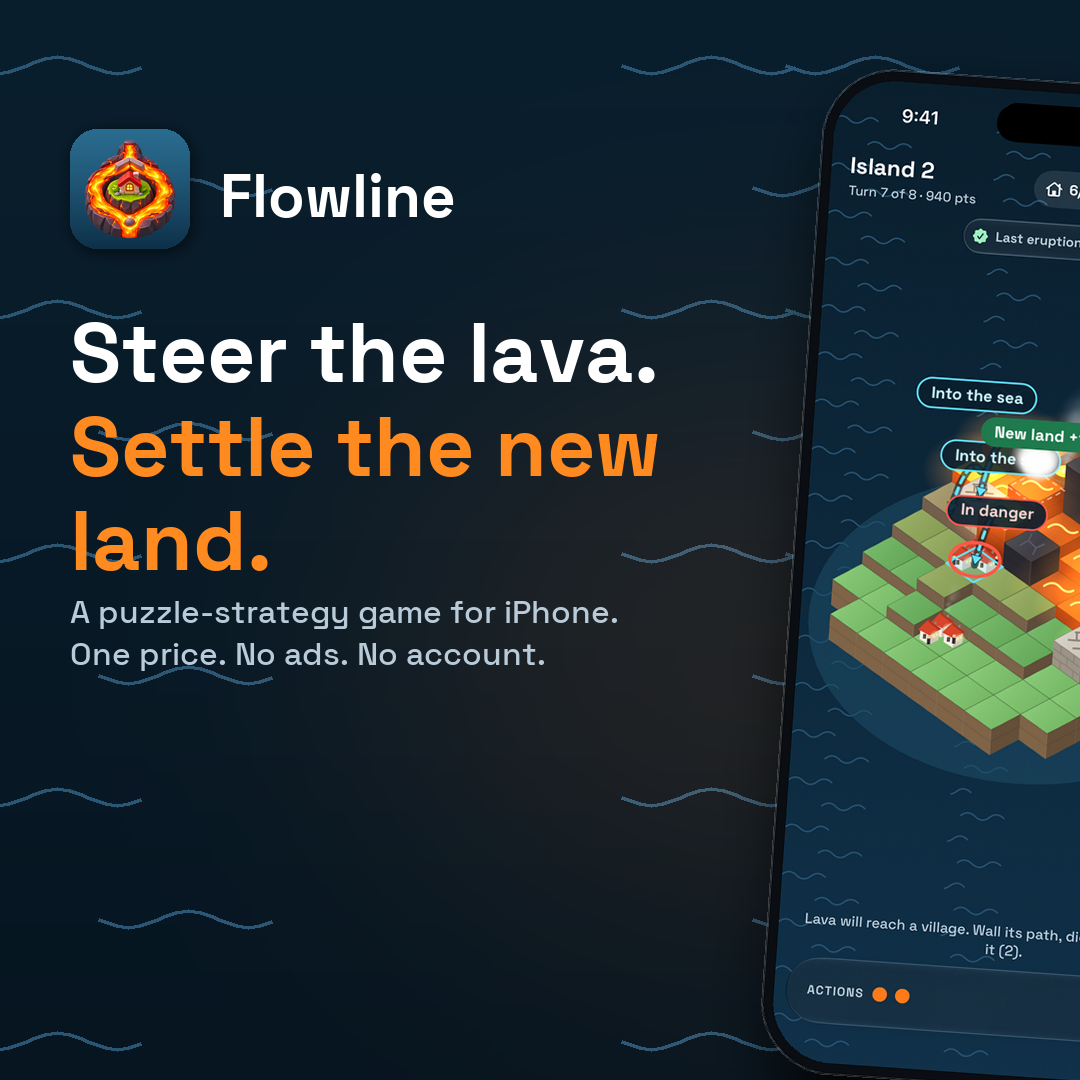 Flowline
Steer the lava.
Settle the new
land.
A puzzle-strategy game for iPhone.
One price. No ads. No account.
9:41
Island 2
Turn 7 of 8 · 940 pts
6/
Last eruption
Into the sea
New land +
Into the
In danger
Lava will reach a village. Wall its path,
it (2).
ACTIONS